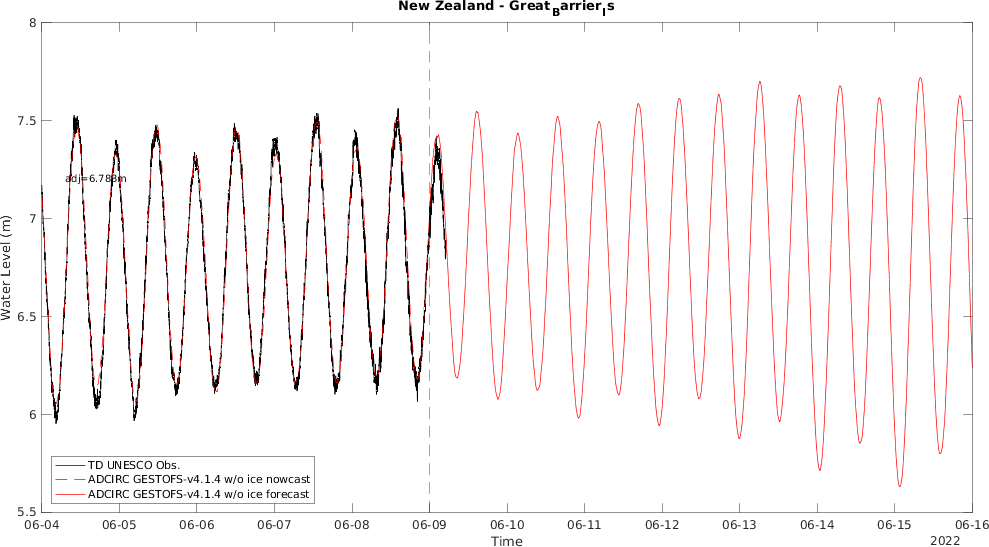 New Zealand - GreatBarrierIs
8
7.5
adj=6.783m
7
Water Level (m)
6.5
6
TD UNESCO Obs.
ADCIRC GESTOFS-v4.1.4 w/o ice nowcast
ADCIRC GESTOFS-v4.1.4 w/o ice forecast
5.5
06-04 06-05 06-06 06-07 06-08 06-09 06-10 06-11 06-12 06-13 06-14 06-15 06-16
Time
2022